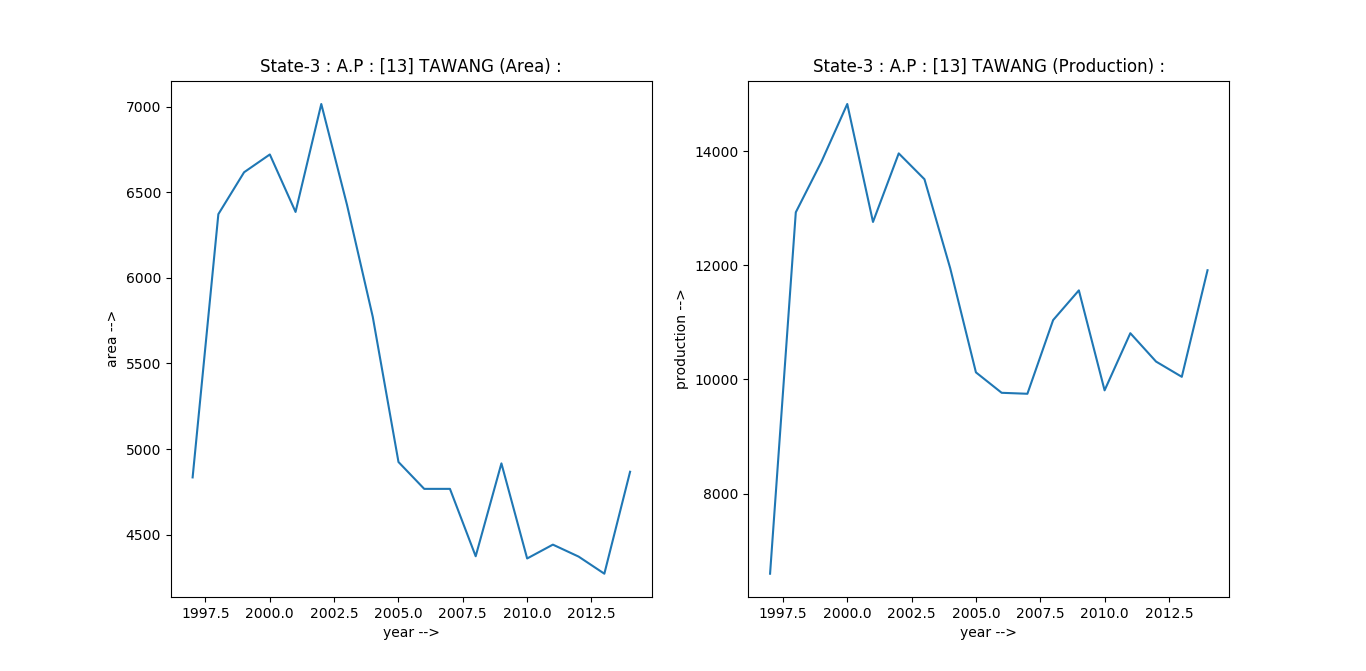 State-3 : A.P : [13] TAWANG (Area) :
7000
6500
6000
5500
5000
4500
area -->
1997.5 2000.0 2002.5 2005.0 2007.5 2010.0 2012.5
year -->
State-3 : A.P : [13] TAWANG (Production) :
14000
12000
10000
8000
production -->
1997.5 2000.0 2002.5 2005.0 2007.5 2010.0 2012.5
year -->